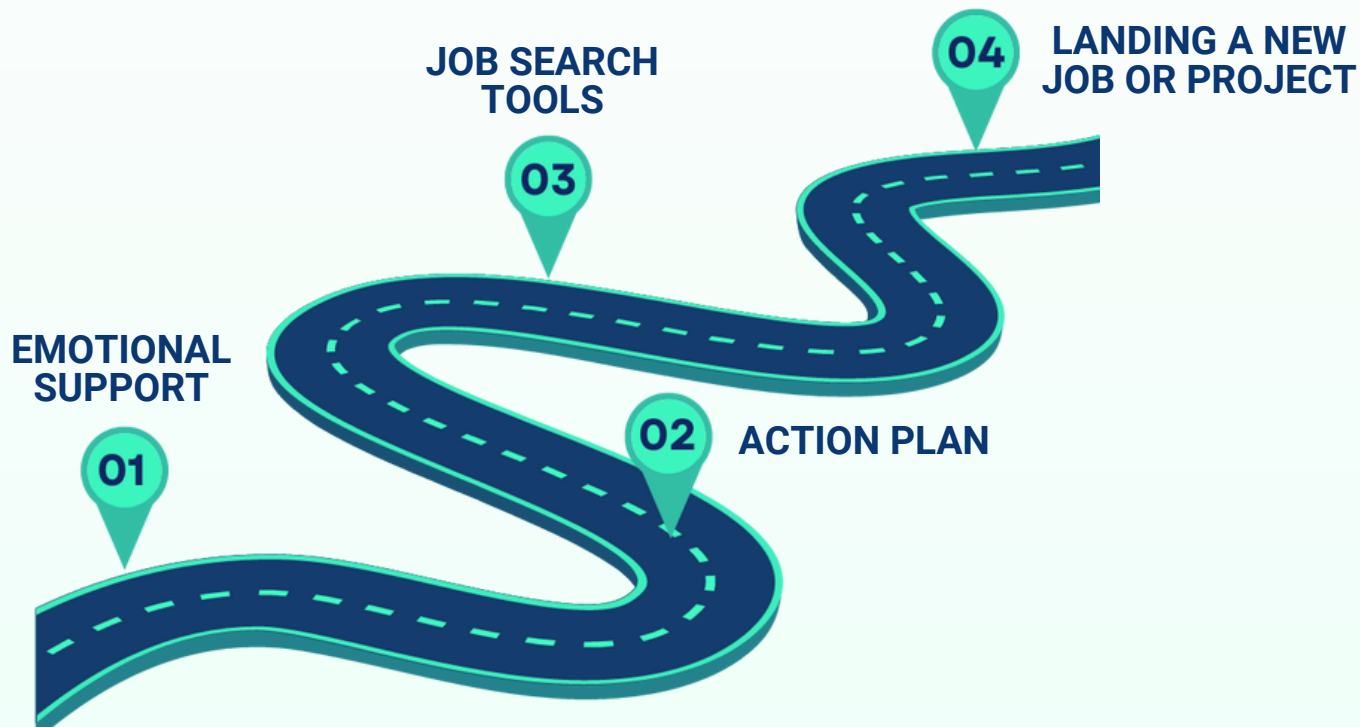 01
EMOTIONAL
SUPPORT
02
ACTION PLAN
03
JOB SEARCH
TOOLS
04
LANDING A NEW
JOB OR PROJECT